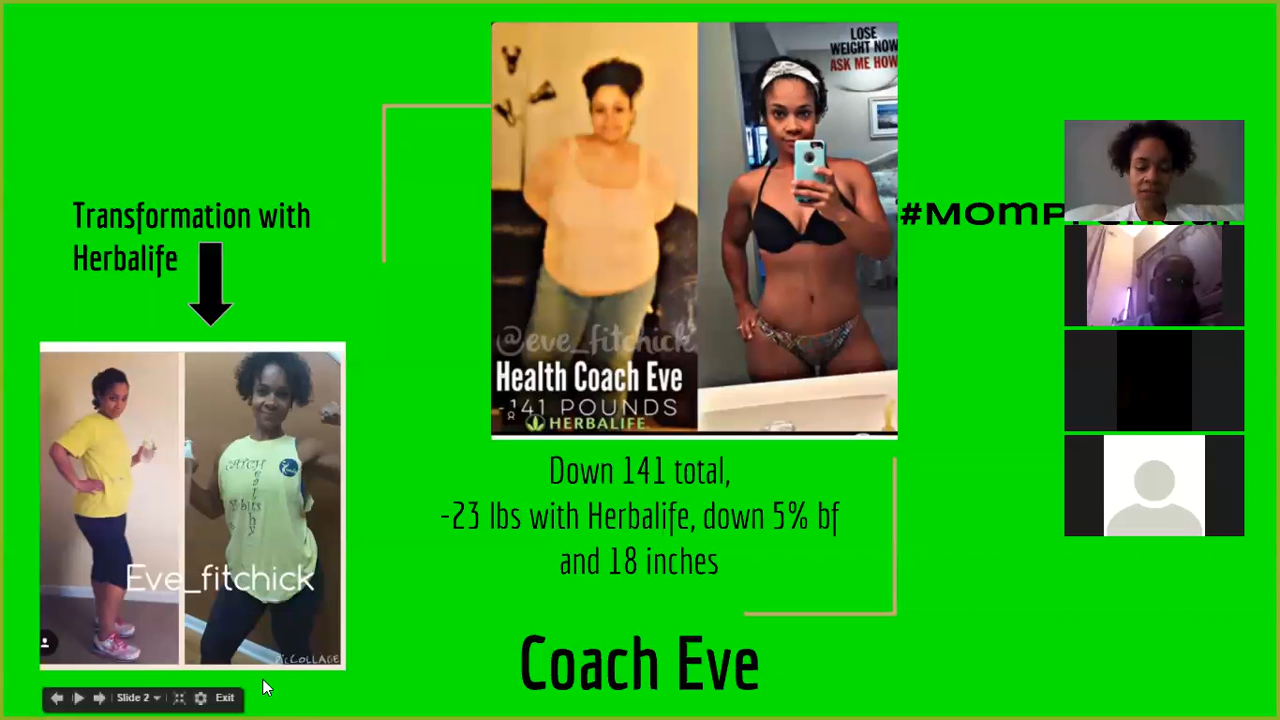 LOSE
WEIGHT NOW
ASK ME HOW
Transformation with
Herbalife
@eve_fitchick
Health Coach Eve
-141 POUNDS
HERBALIFE
Eve_fitchick
PicCOLLAGE
Down 141 total,
-23 lbs with Herbalife, down 5% bf
and 18 inches
Coach Eve
Slide 2
Exit